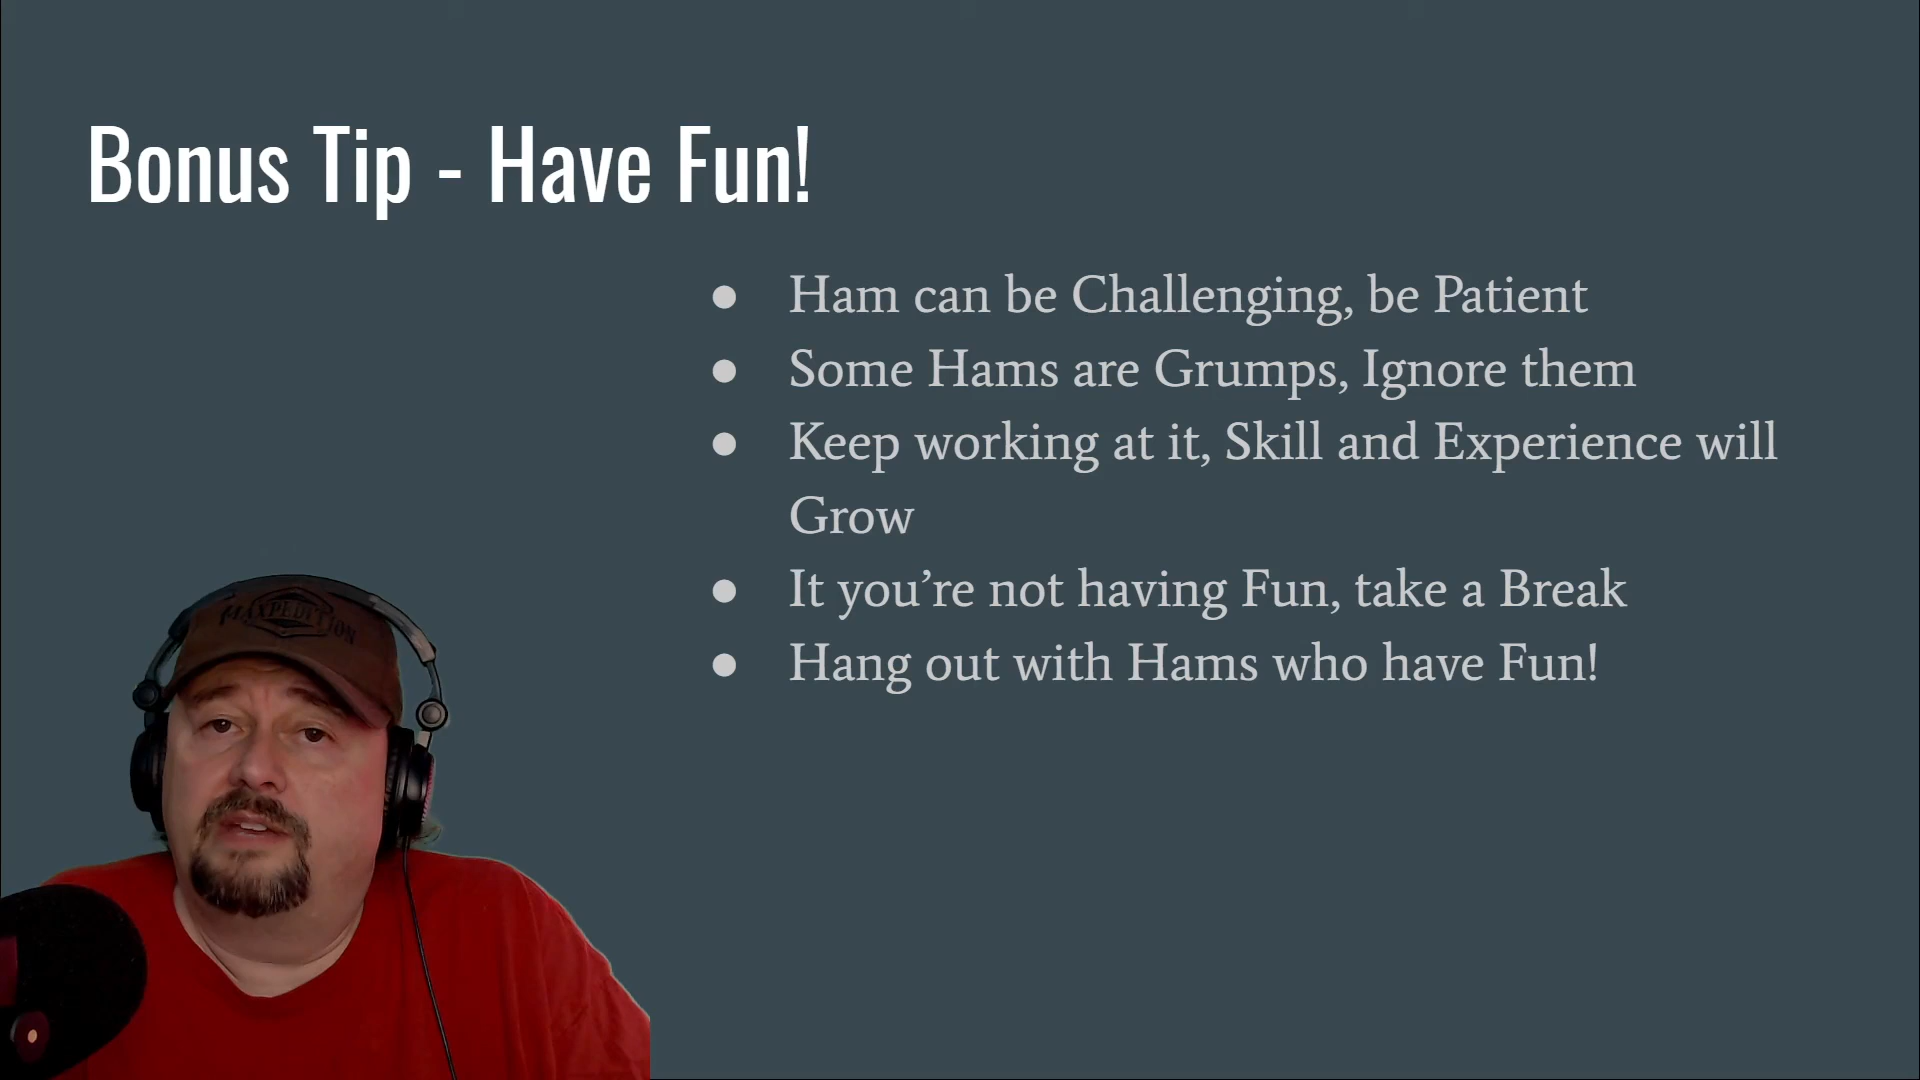 Bonus Tip - Have Fun!
● Ham can be Challenging, be Patient
● Some Hams are Grumps, Ignore them
● Keep working at it, Skill and Experience will
Grow
● It you’re not having Fun, take a Break
● Hang out with Hams who have Fun!
MAXPEDITION